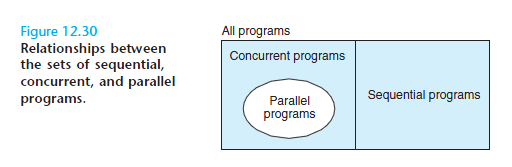 Figure 12.30
Relationships between
the sets of sequential,
concurrent, and parallel
programs.
All programs
Concurrent programs
Parallel
programs
Sequential programs